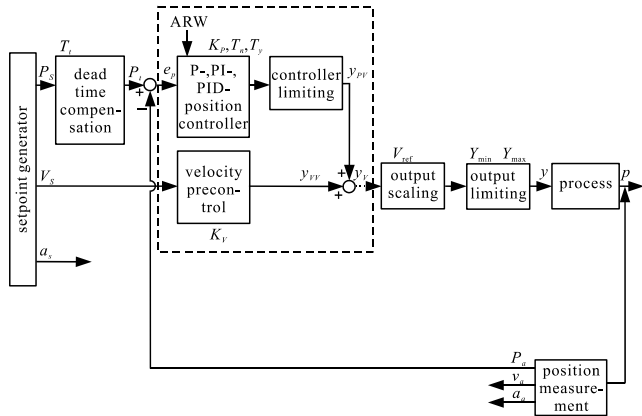 ARW
T_t
K_P, T_n, T_y
P_S
dead
time
compen-
sation
P_t
+
−
e_p
P-,PI-,
PID-
position
controller
controller
limiting
y_PV
setpoint generator
V_S
velocity
precon-
trol
K_V
y_VV
+
+
y_V
V_ref
output
scaling
Y_min Y_max
output
limiting
y
process
p
a_s
P_a
v_a
a_a
position
measure-
ment